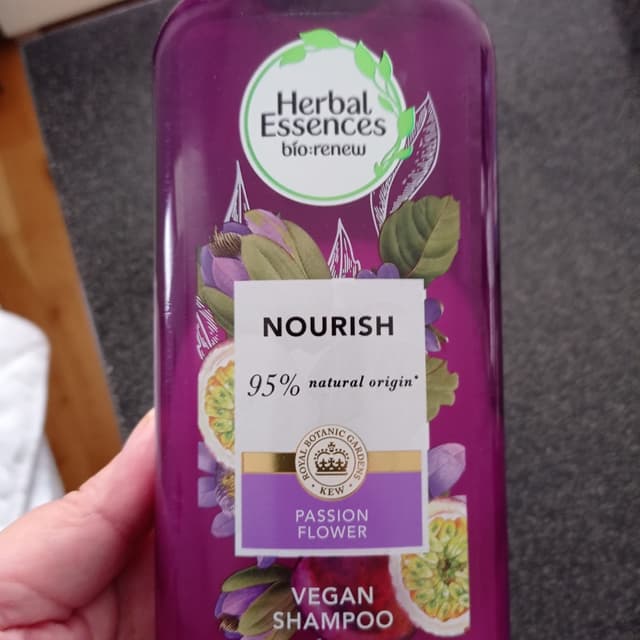 Herbal
Essences
bio:renew
NOURISH
95% natural origin*
ROYAL BOTANIC GARDENS
KEW
PASSION
FLOWER
VEGAN
SHAMPOO